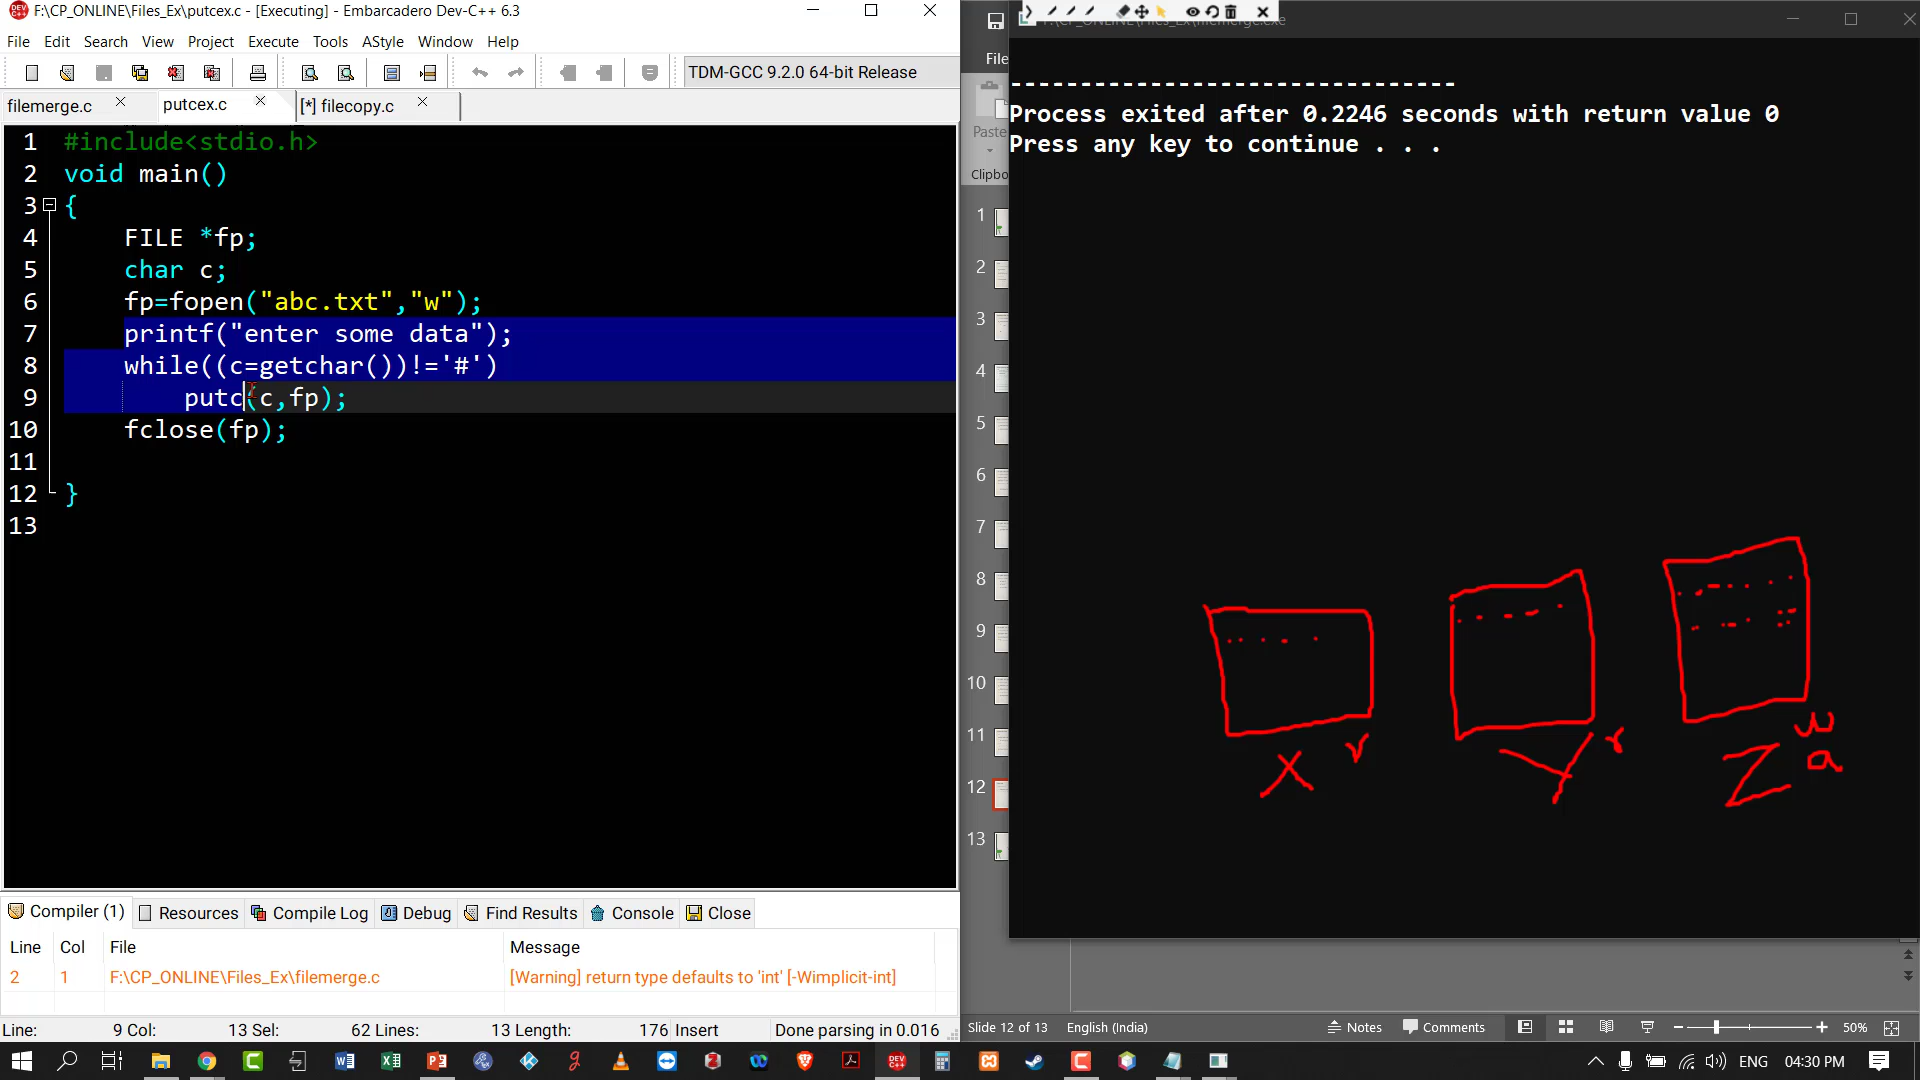 F:\CP_ONLINE\Files_Ex\putcex.c - [Executing] - Embarcadero Dev-C++ 6.3
File Edit Search View Project Execute Tools AStyle Window Help
TDM-GCC 9.2.0 64-bit Release
filemerge.c putcex.c [*] filecopy.c
1 #include<stdio.h>
2 void main()
3 {
4 FILE *fp;
5 char c;
6 fp=fopen("abc.txt","w");
7 printf("enter some data");
8 while((c=getchar())!='#')
9 putc(c,fp);
10 fclose(fp);
11
12 }
13
Compiler (1) Resources Compile Log Debug Find Results Console Close
Line Col File Message
2 1 F:\CP_ONLINE\Files_Ex\filemerge.c [Warning] return type defaults to 'int' [-Wimplicit-int]
Line: 9 Col: 13 Sel: 62 Lines: 13 Length: 176 Insert Done parsing in 0.016
F:\CP_ONLINE\Files_Ex\filemerge.exe
File
Process exited after 0.2246 seconds with return value 0
Press any key to continue . . .
Paste
Clipbo
1
2
3
4
5
6
7
8
9
10
11
12
13
X r Y r Z w
a
Slide 12 of 13 English (India) Notes Comments 50%
ENG 04:30 PM